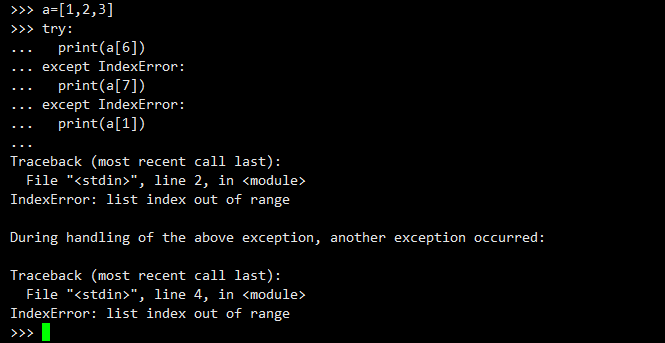 >>> a=[1,2,3]
>>> try:
...   print(a[6])
... except IndexError:
...   print(a[7])
... except IndexError:
...   print(a[1])
...
Traceback (most recent call last):
  File "<stdin>", line 2, in <module>
IndexError: list index out of range

During handling of the above exception, another exception occurred:

Traceback (most recent call last):
  File "<stdin>", line 4, in <module>
IndexError: list index out of range
>>>